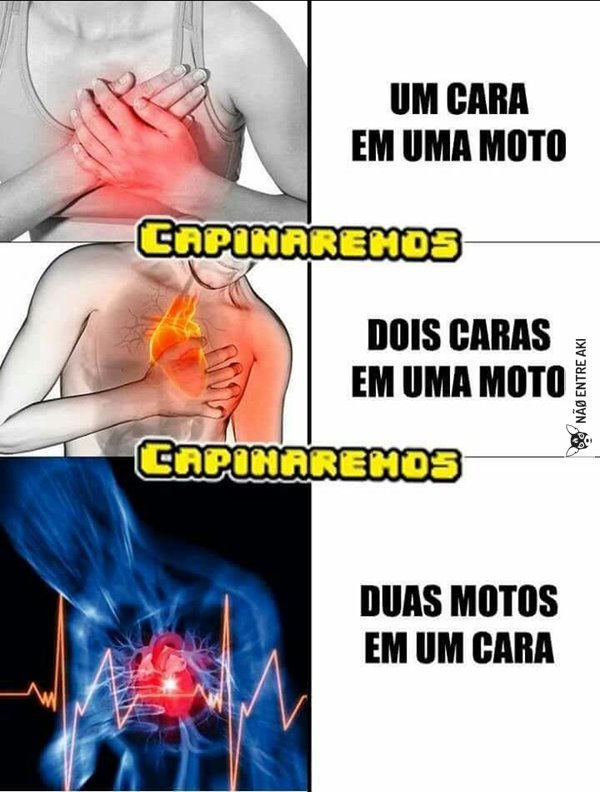 UM CARA
EM UMA MOTO
CAPINAREMOS
DOIS CARAS
EM UMA MOTO
NÃO ENTRE AKI
CAPINAREMOS
DUAS MOTOS
EM UM CARA